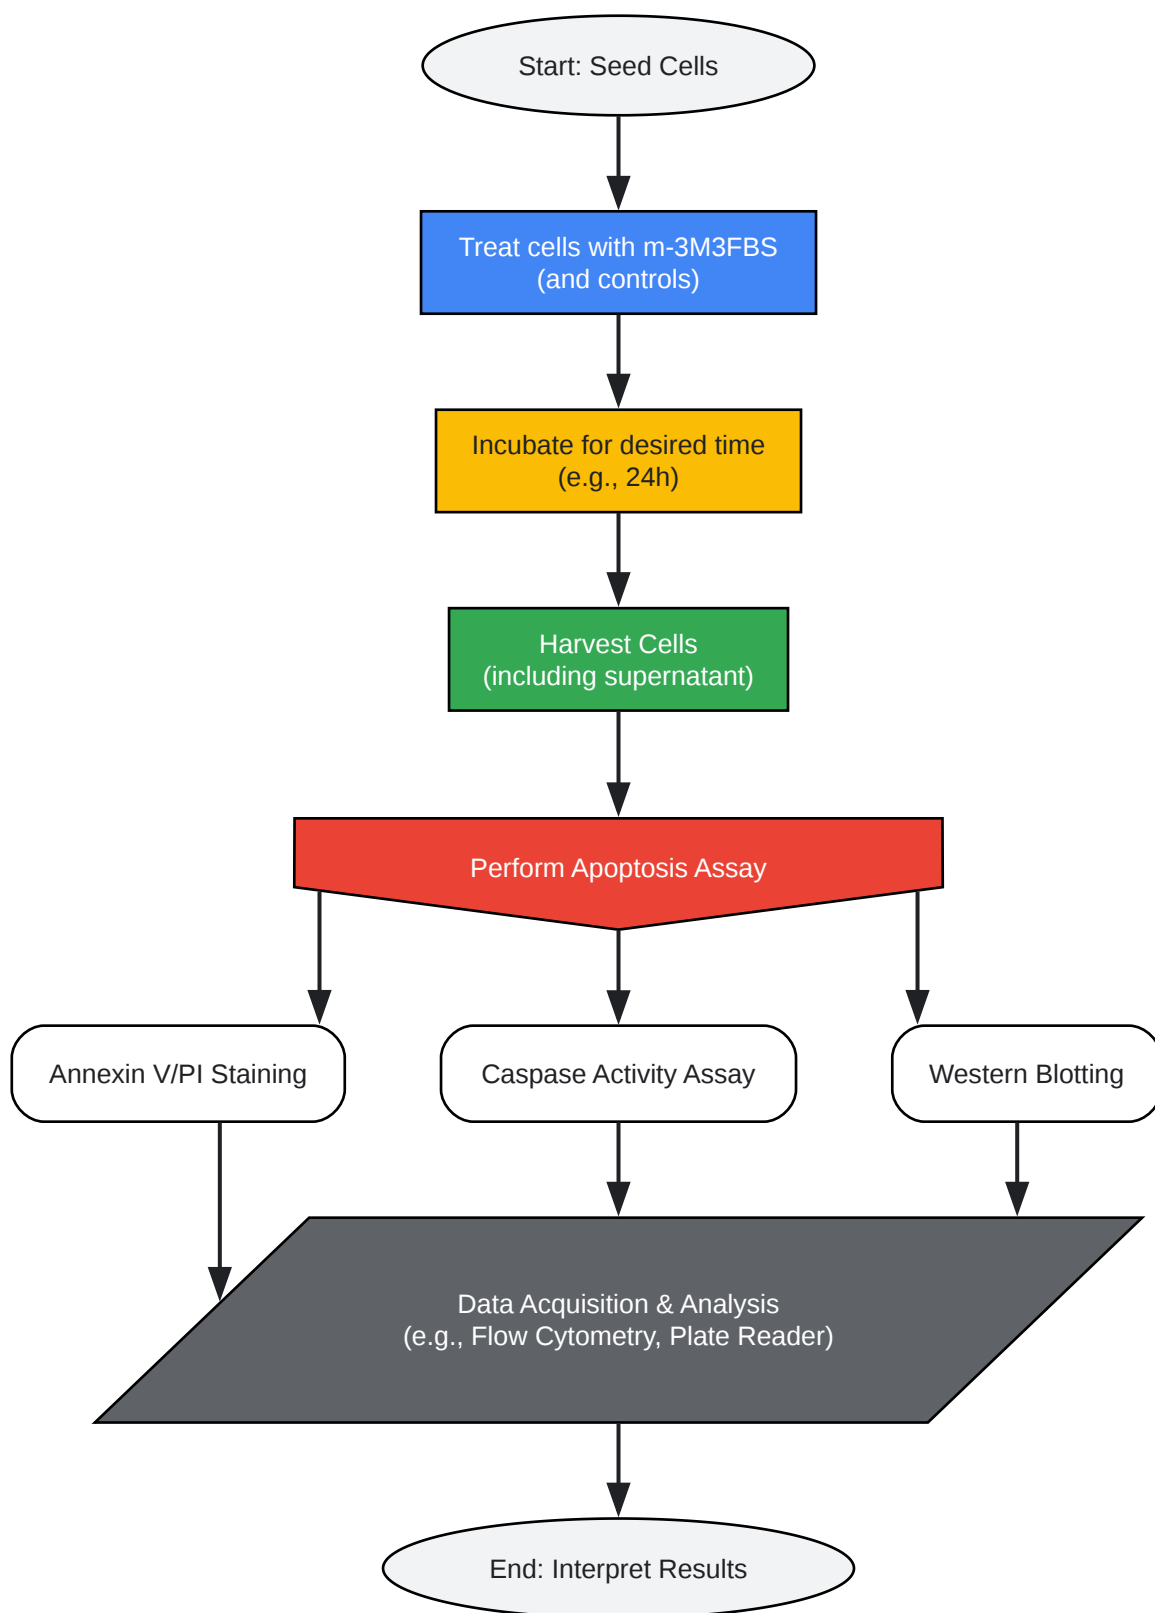 Start: Seed Cells
Treat cells with m-3M3FBS
(and controls)
Incubate for desired time
(e.g., 24h)
Harvest Cells
(including supernatant)
Perform Apoptosis Assay
Annexin V/PI Staining
Caspase Activity Assay
Western Blotting
Data Acquisition & Analysis
(e.g., Flow Cytometry, Plate Reader)
End: Interpret Results